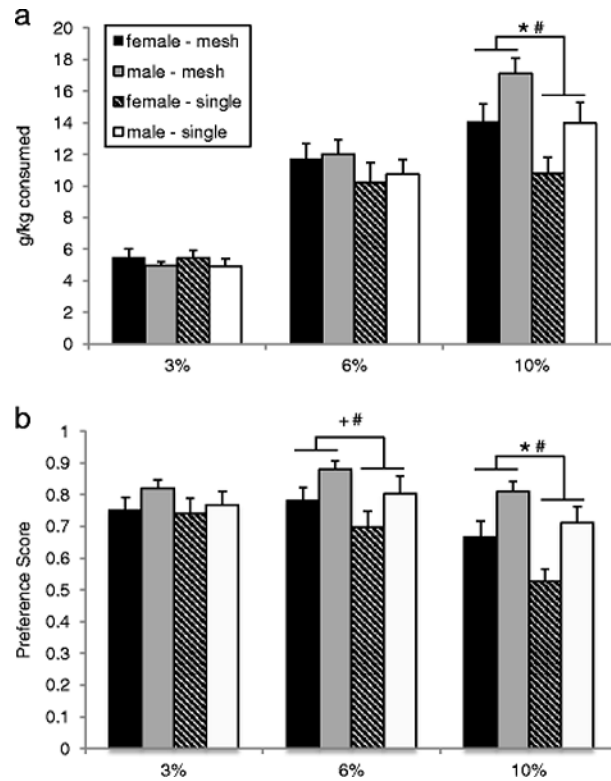 a
20
18
16
14
12
10
8
6
4
2
0
g/kg consumed
female - mesh
male - mesh
female - single
male - single
* #
3% 6% 10%
b
1
0.9
0.8
0.7
0.6
0.5
0.4
0.3
0.2
0.1
0
Preference Score
+ #
* #
3% 6% 10%